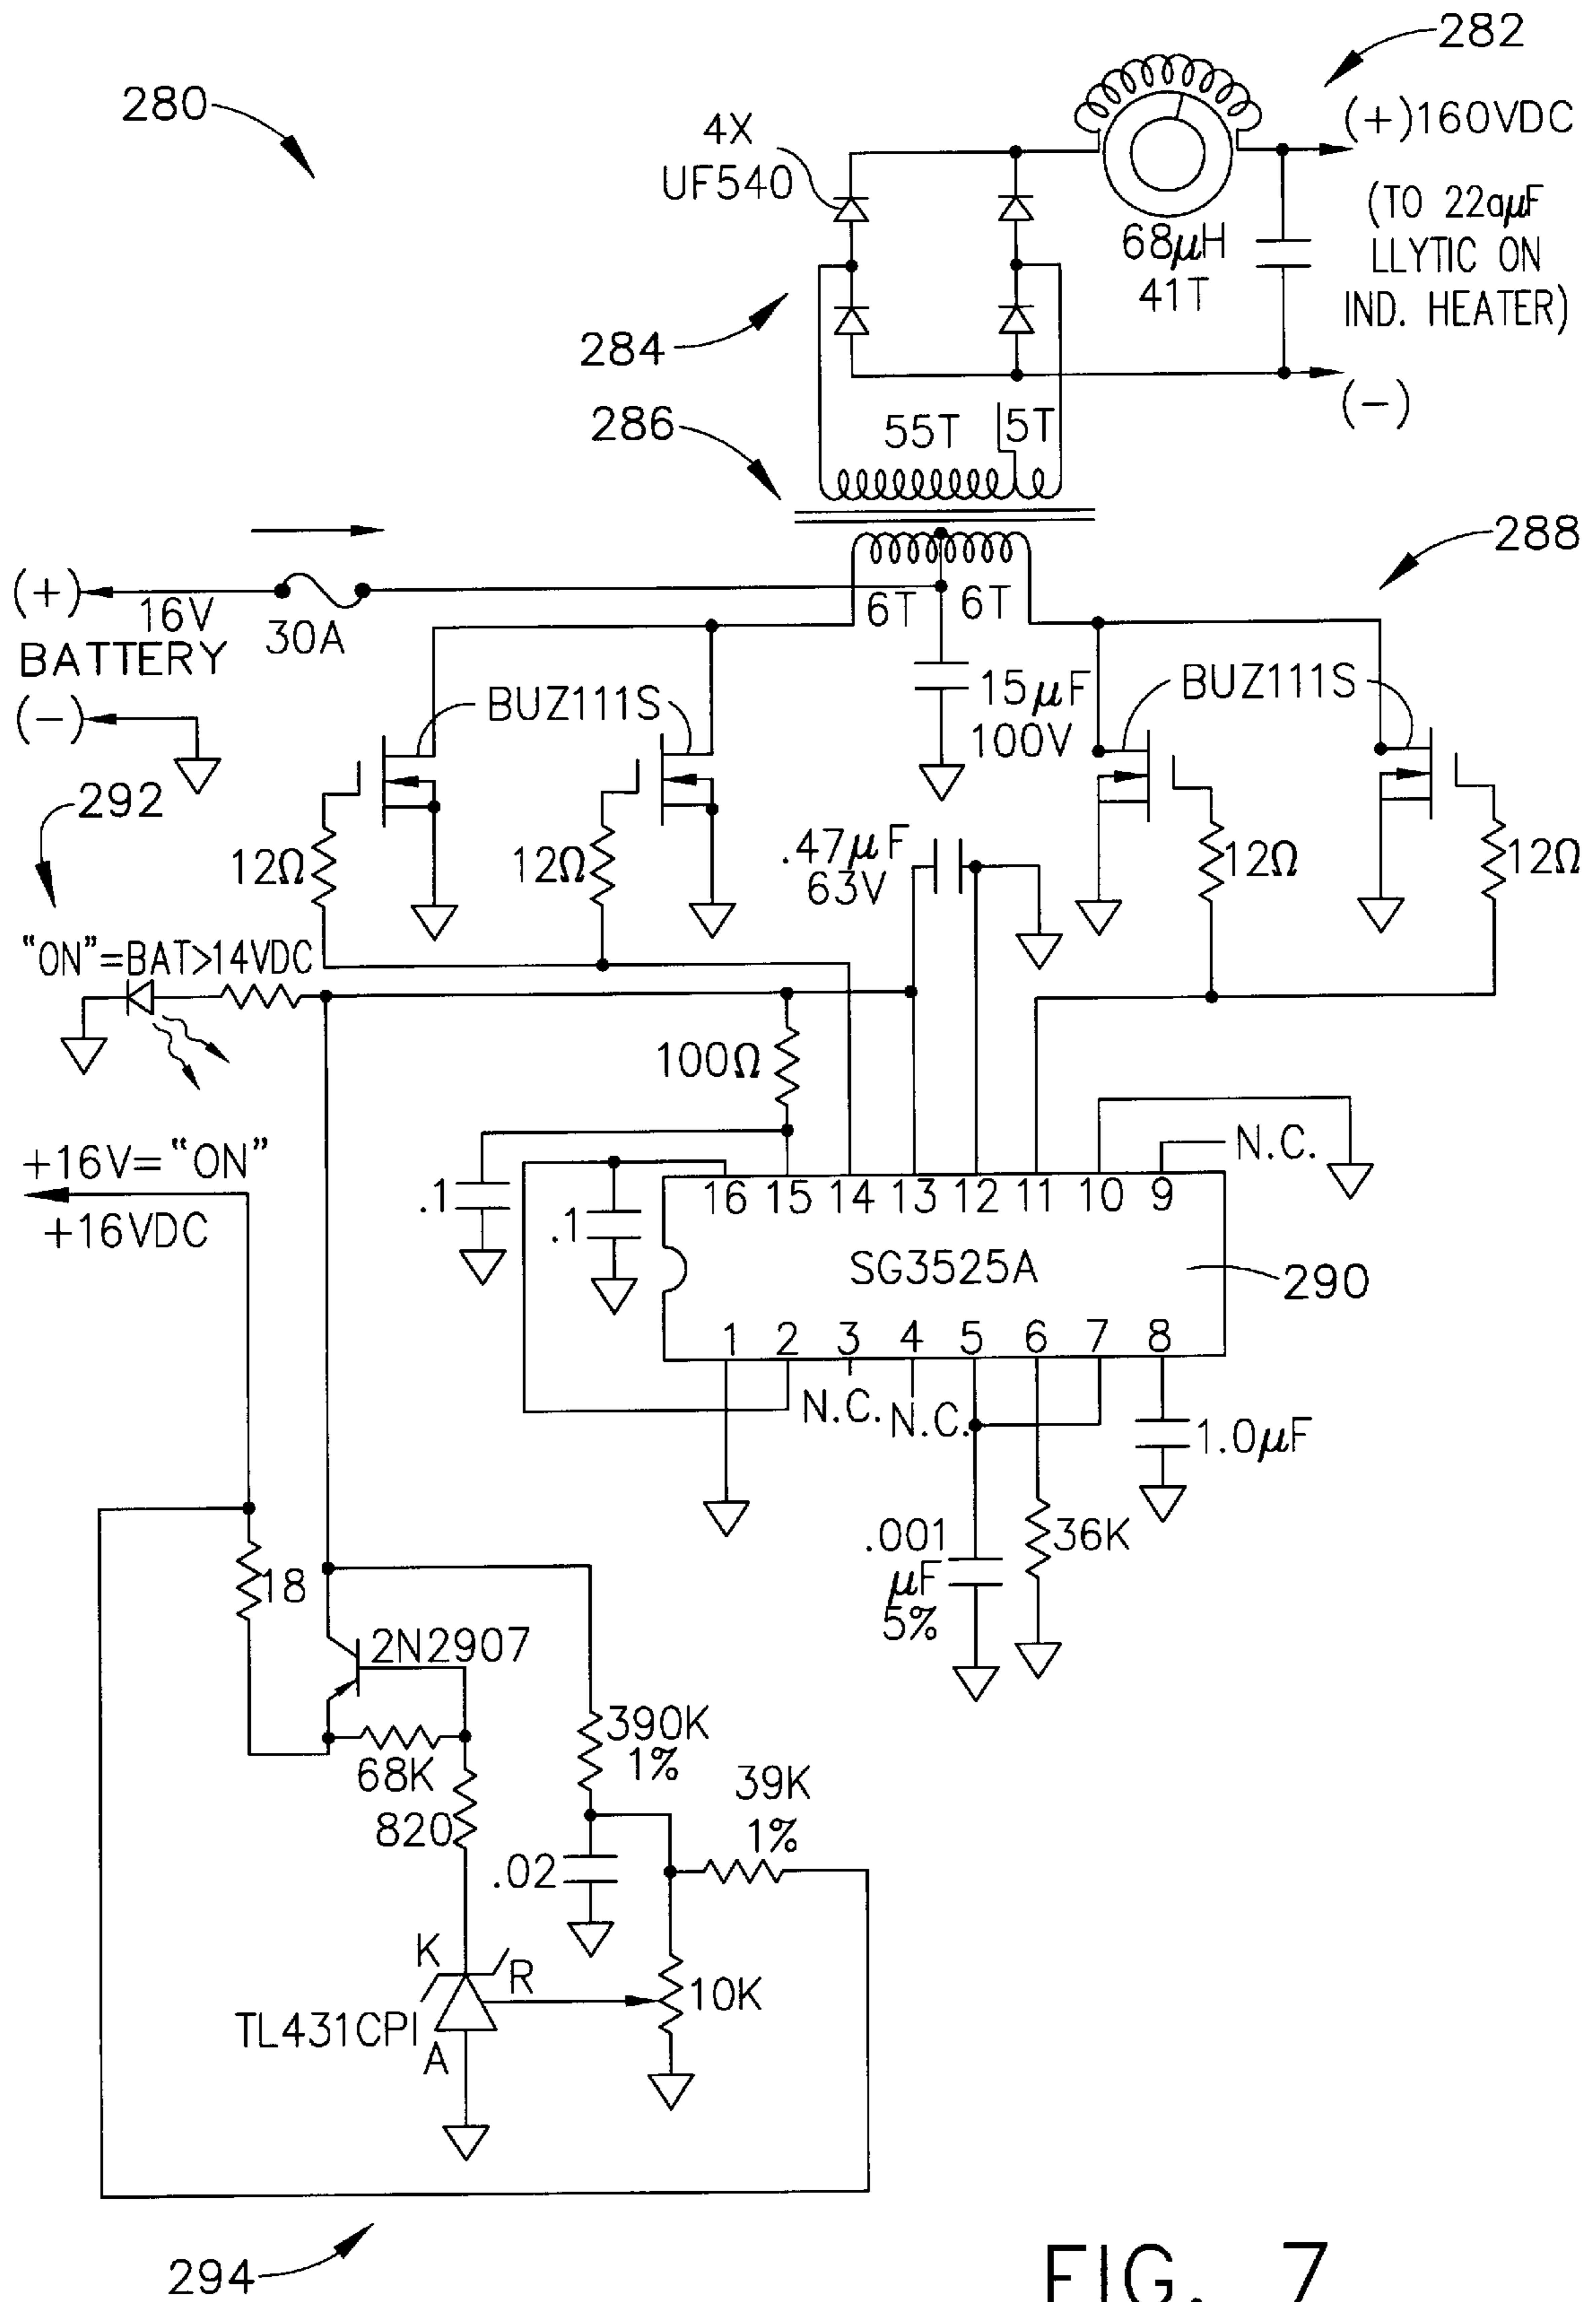 282
280
(+)160VDC
4X
UF540
(TO 22aµF
LLYTIC ON
IND. HEATER)
68µH
41T
284
(-)
286
55T
5T
288
(+)
16V
BATTERY
30A
6T
6T
(-)
BUZ111S
15µF
100V
BUZ111S
292
12Ω
12Ω
.47µF
63V
12Ω
12Ω
"ON"=BAT>14VDC
100Ω
+16V="ON"
+16VDC
N.C.
.1
.1
16 15 14 13 12 11 10 9
SG3525A
290
1 2 3 4 5 6 7 8
N.C.
N.C.
1.0µF
.001
µF
5%
36K
18
2N2907
390K
1%
68K
39K
1%
820
.02
K
R
10K
TL431CPI
A
294
FIG. 7